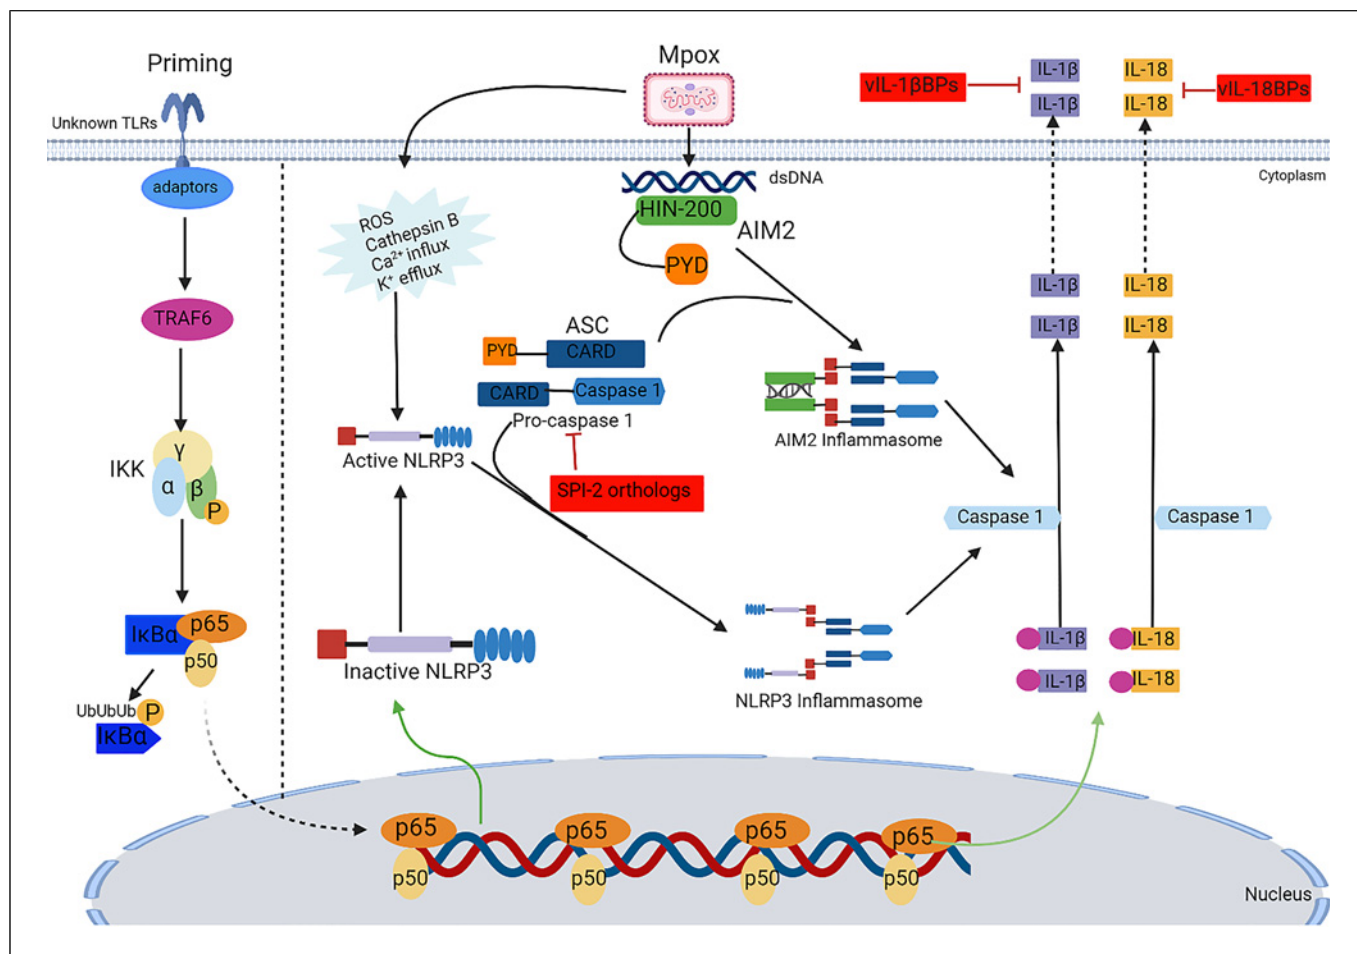 Priming
Unknown TLRs
adaptors
TRAF6
IKK
γ
α
β
P
IκBα
p65
p50
UbUbUb
P
IκBα
Mpox
ROS
Cathepsin B
Ca²⁺ influx
K⁺ efflux
dsDNA
HIN-200
AIM2
PYD
ASC
PYD
CARD
CARD
Caspase 1
Pro-caspase 1
SPI-2 orthologs
Active NLRP3
Inactive NLRP3
AIM2 Inflammasome
NLRP3 Inflammasome
vIL-1βBPs
IL-1β
IL-1β
IL-18
IL-18
vIL-18BPs
Cytoplasm
IL-1β
IL-1β
IL-18
IL-18
Caspase 1
Caspase 1
IL-1β
IL-1β
IL-18
IL-18
p65
p50
p65
p50
p65
p50
p65
p50
Nucleus